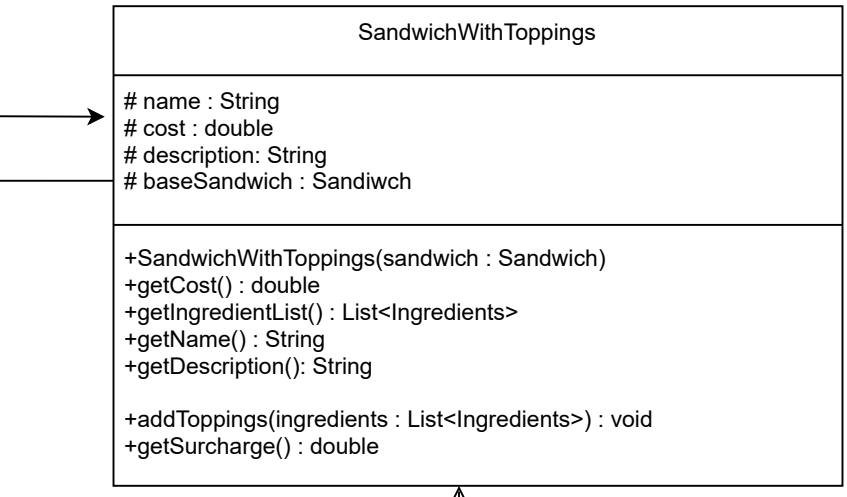 SandwichWithToppings
# name : String
# cost : double
# description: String
# baseSandwich : Sandiwch
+SandwichWithToppings(sandwich : Sandwich)
+getCost() : double
+getIngredientList() : List<Ingredients>
+getName() : String
+getDescription(): String
+addToppings(ingredients : List<Ingredients>) : void
+getSurcharge() : double